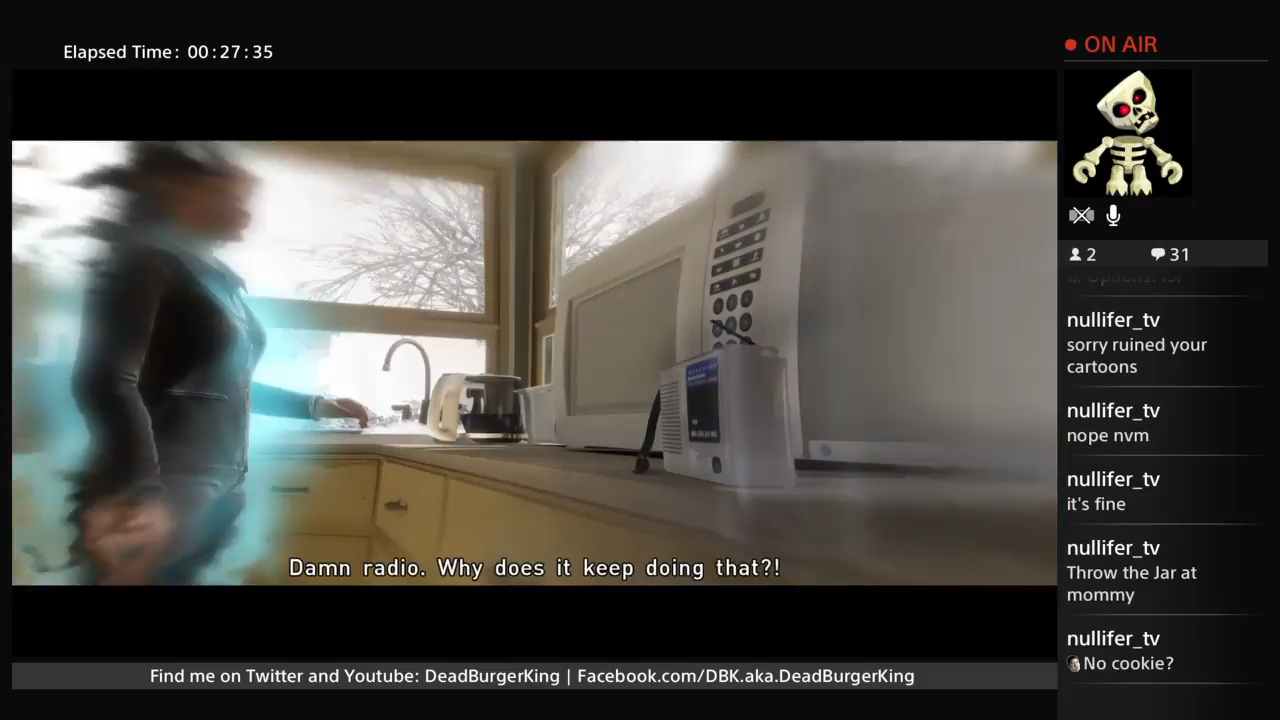 Elapsed Time: 00:27:35
ON AIR
2
31
nullifer_tv
sorry ruined your
cartoons
nullifer_tv
nope nvm
nullifer_tv
it's fine
nullifer_tv
Throw the Jar at
mommy
nullifer_tv
No cookie?
Damn radio. Why does it keep doing that?!
Find me on Twitter and Youtube: DeadBurgerKing | Facebook.com/DBK.aka.DeadBurgerKing